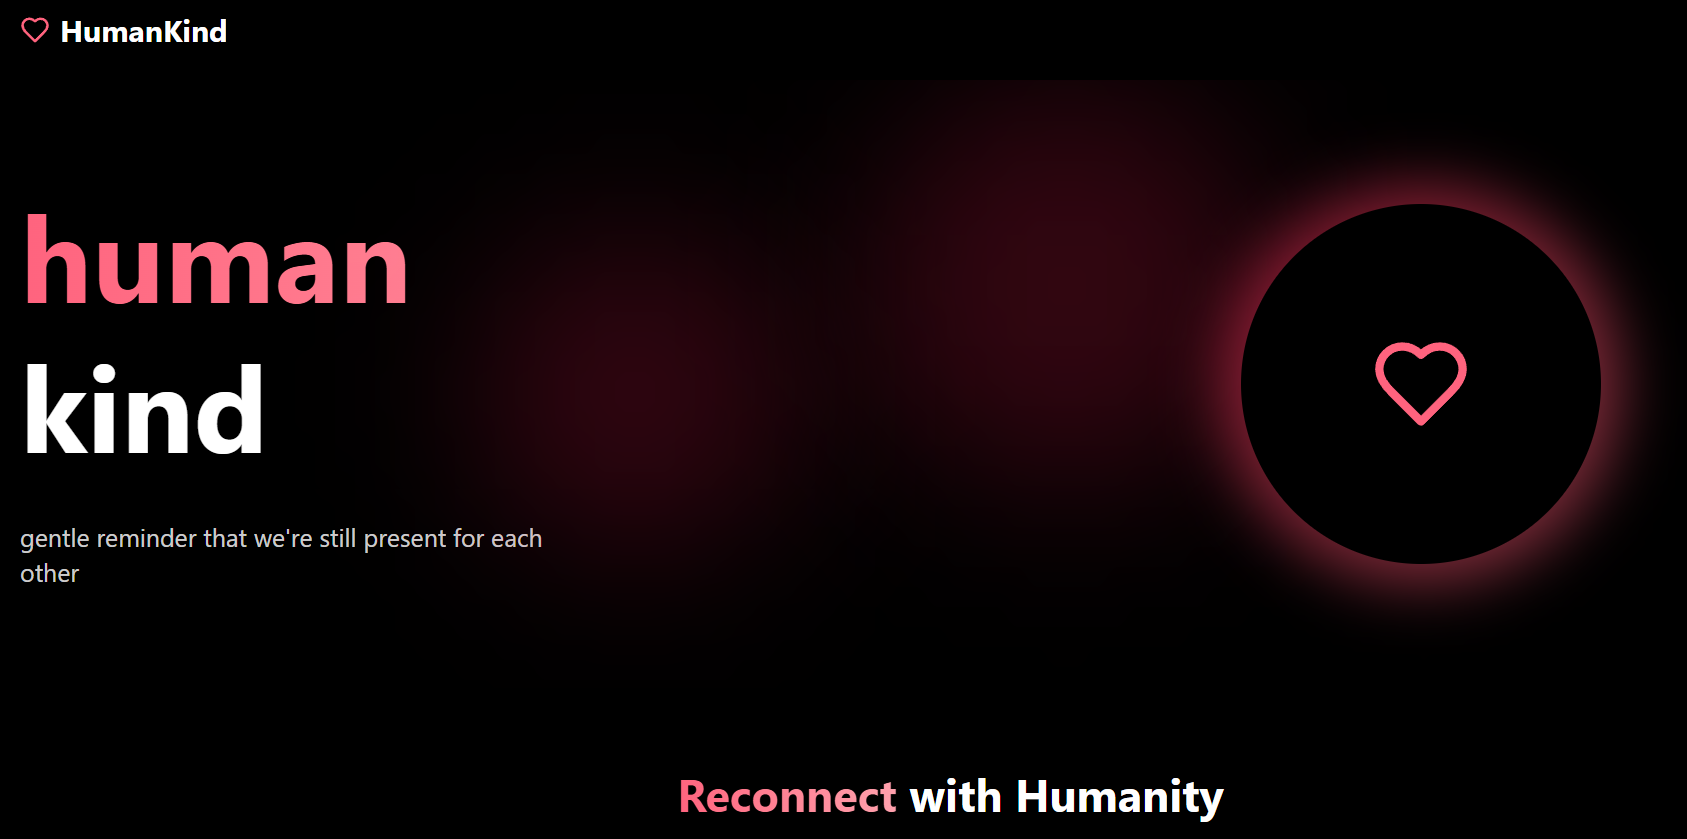 HumanKind
human
kind
gentle reminder that we're still present for each
other
Reconnect with Humanity